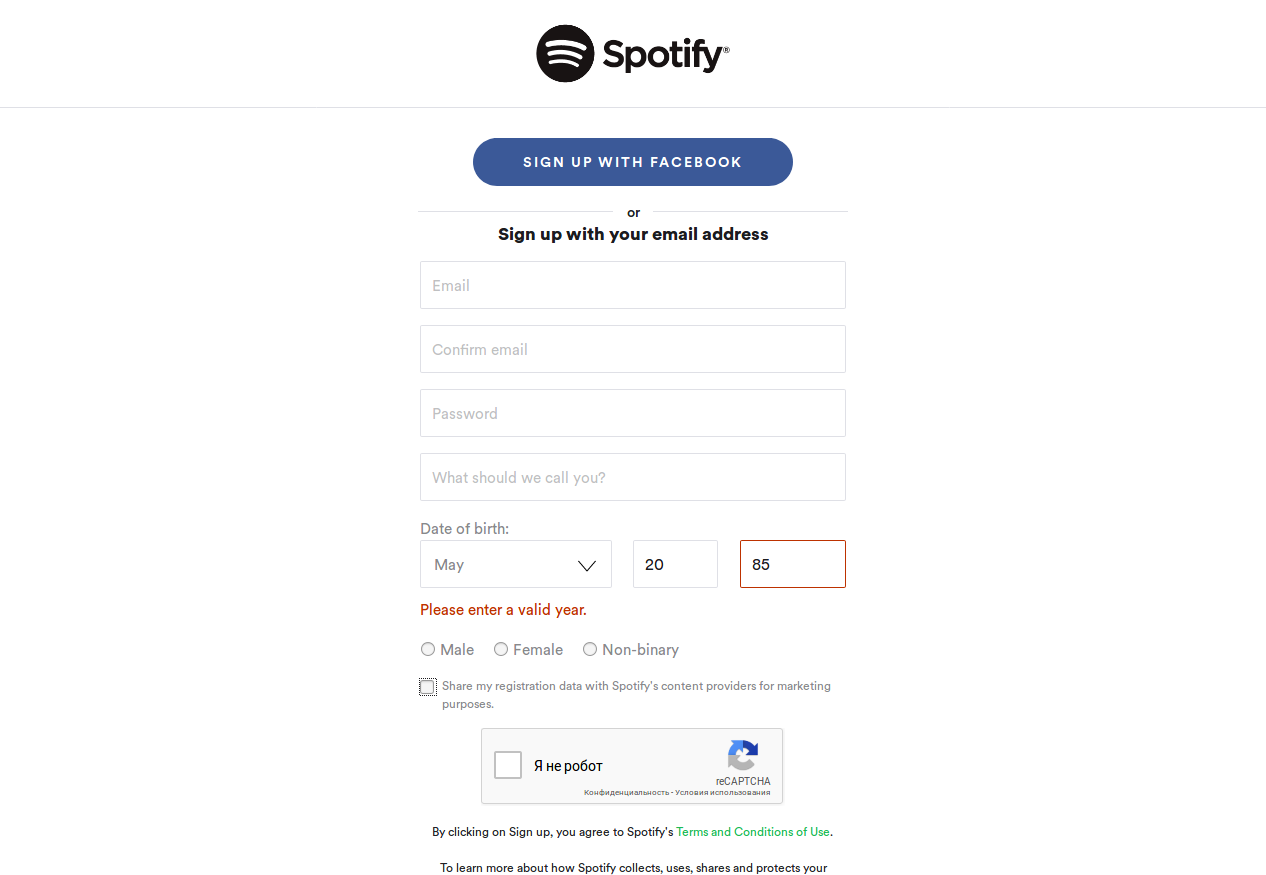 Spotify®
SIGN UP WITH FACEBOOK
or
Sign up with your email address
Email
Confirm email
Password
What should we call you?
Date of birth:
May 20 85
Please enter a valid year.
Male Female Non-binary
Share my registration data with Spotify's content providers for marketing
purposes.
Я не робот
reCAPTCHA
Конфиденциальность - Условия использования
By clicking on Sign up, you agree to Spotify's Terms and Conditions of Use.
To learn more about how Spotify collects, uses, shares and protects your